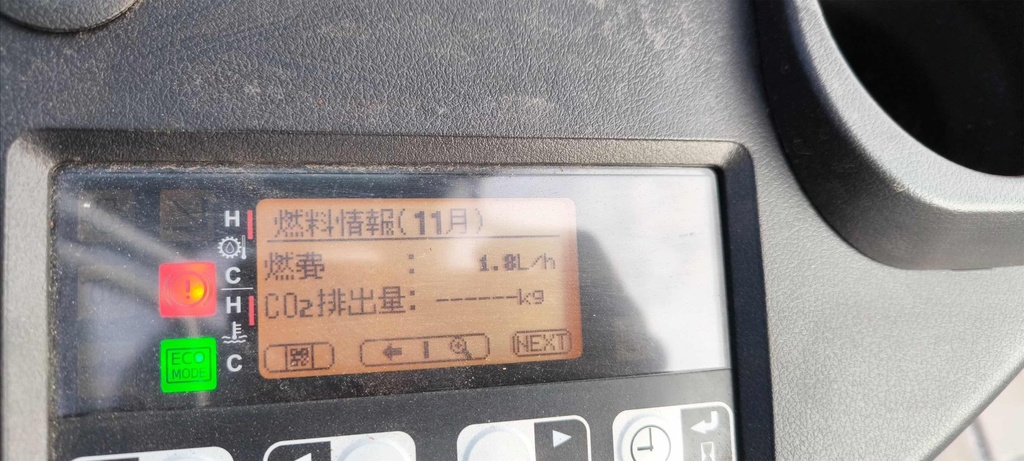 H
C
H
C
燃料情報(11月)
燃費 : 1.8L/h
CO2排出量: ------kg
NEXT
ECO
MODE